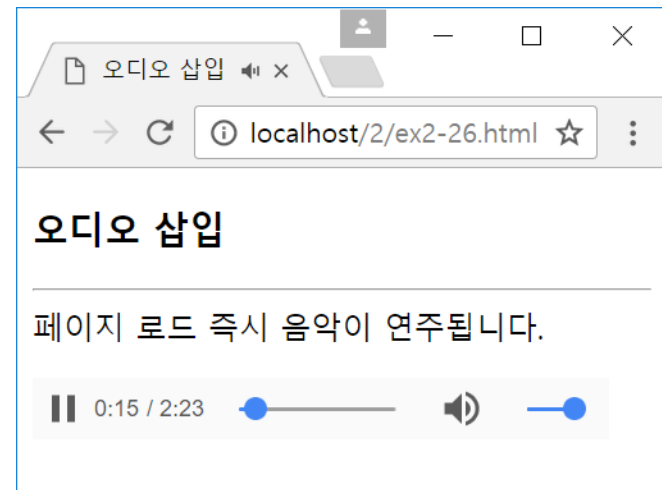 오디오 삽입
localhost/2/ex2-26.html
오디오 삽입
페이지 로드 즉시 음악이 연주됩니다.
0:15 / 2:23